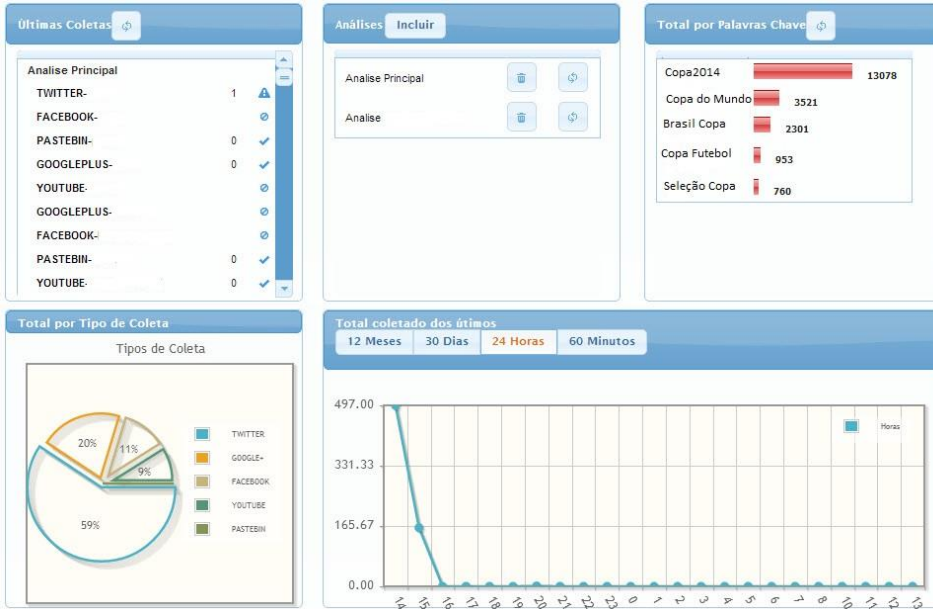 Últimas Coletas
Analise Principal
TWITTER- 1
FACEBOOK-
PASTEBIN- 0
GOOGLEPLUS- 0
YOUTUBE-
GOOGLEPLUS-
FACEBOOK-
PASTEBIN- 0
YOUTUBE- 0
Análises Incluir
Analise Principal
Analise
Total por Palavras Chave
Copa2014 13078
Copa do Mundo 3521
Brasil Copa 2301
Copa Futebol 953
Seleção Copa 760
Total por Tipo de Coleta
Tipos de Coleta
20%
11%
9%
59%
TWITTER
GOOGLE+
FACEBOOK
YOUTUBE
PASTEBIN
Total coletado dos útimos
12 Meses 30 Dias 24 Horas 60 Minutos
497.00
331.33
165.67
0.00
Horas
14 15 16 17 18 19 20 21 22 23 0 1 2 3 4 5 6 7 8 10 11 12 13